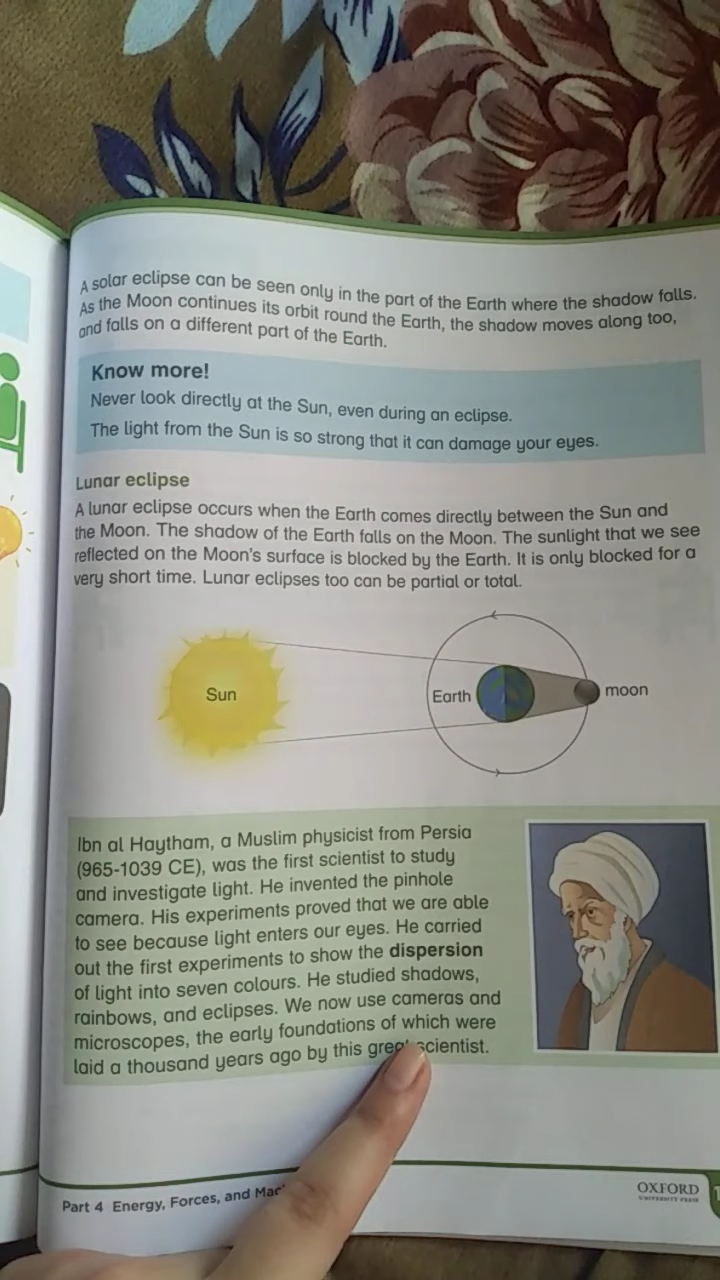 A solar eclipse can be seen only in the part of the Earth where the shadow falls.
As the Moon continues its orbit round the Earth, the shadow moves along too,
and falls on a different part of the Earth.
Know more!
Never look directly at the Sun, even during an eclipse.
The light from the Sun is so strong that it can damage your eyes.
Lunar eclipse
A lunar eclipse occurs when the Earth comes directly between the Sun and
the Moon. The shadow of the Earth falls on the Moon. The sunlight that we see
reflected on the Moon's surface is blocked by the Earth. It is only blocked for a
very short time. Lunar eclipses too can be partial or total.
Sun
Earth
moon
Ibn al Haytham, a Muslim physicist from Persia
(965-1039 CE), was the first scientist to study
and investigate light. He invented the pinhole
camera. His experiments proved that we are able
to see because light enters our eyes. He carried
out the first experiments to show the dispersion
of light into seven colours. He studied shadows,
rainbows, and eclipses. We now use cameras and
microscopes, the early foundations of which were
laid a thousand years ago by this great scientist.
Part 4 Energy, Forces, and
OXFORD
UNIVERSITY PRESS